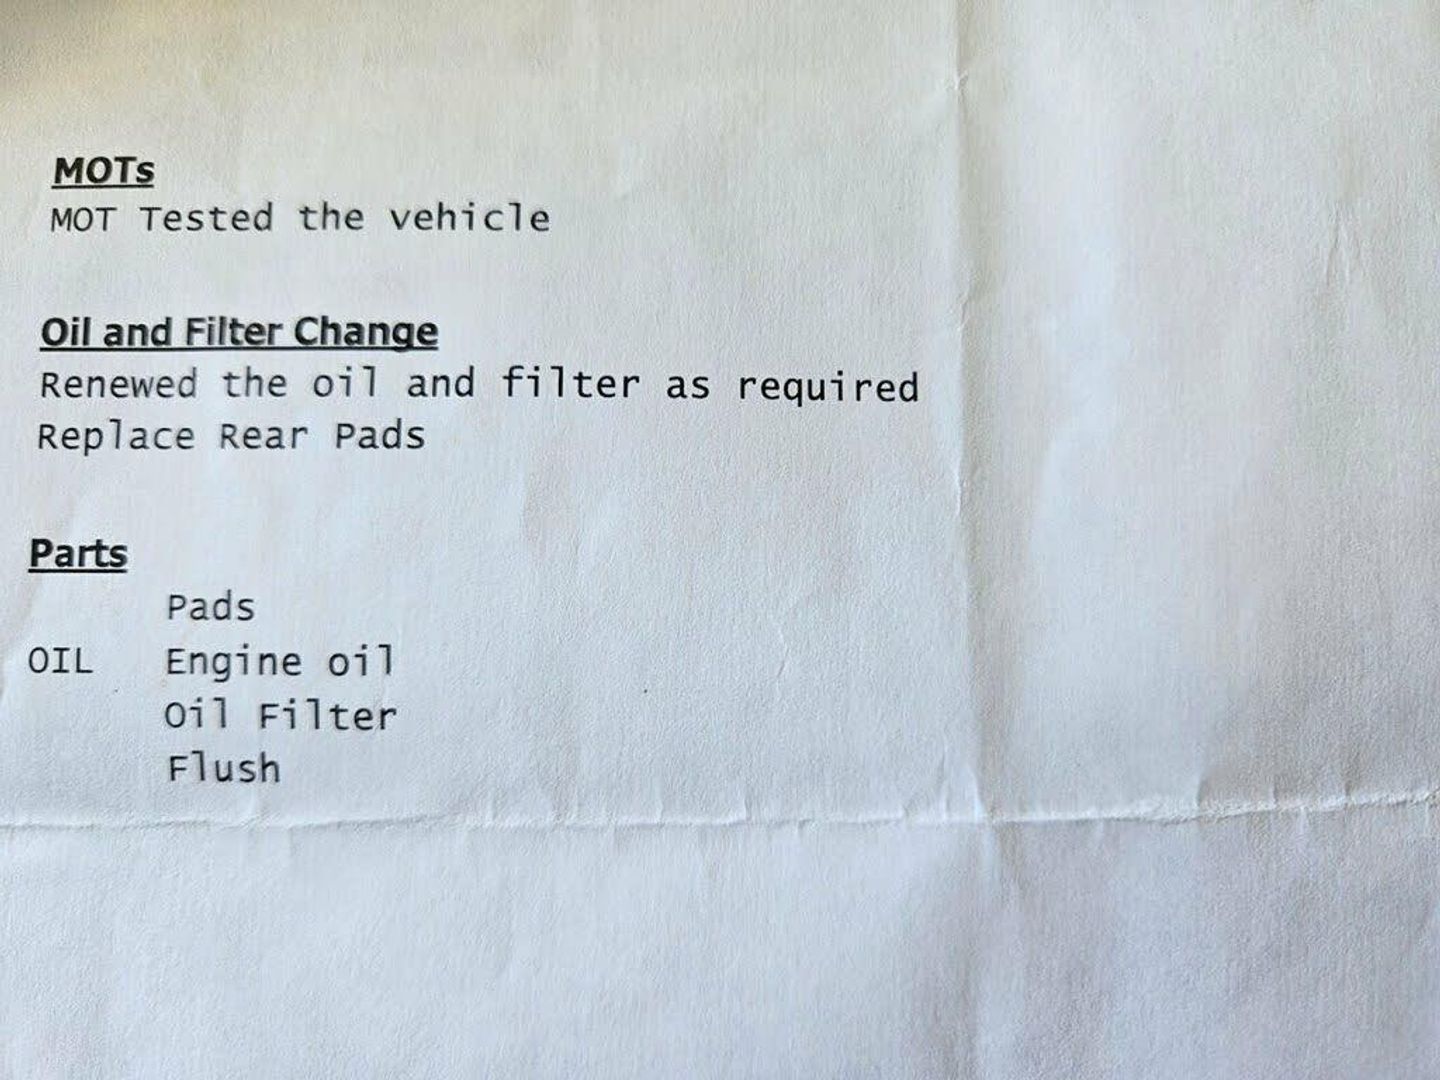 MOTs
MOT Tested the vehicle
Oil and Filter Change
Renewed the oil and filter as required
Replace Rear Pads
Parts
Pads
OIL Engine oil
Oil Filter
Flush